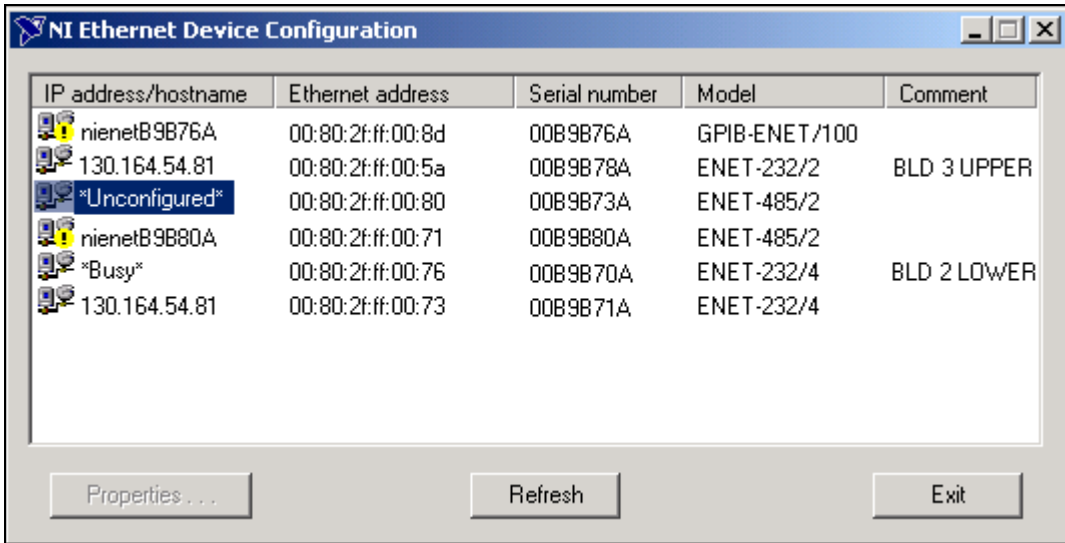 NI Ethernet Device Configuration
IP address/hostname Ethernet address Serial number Model Comment
nienetB9B76A 00:80:2f:ff:00:8d 00B9B76A GPIB-ENET/100
130.164.54.81 00:80:2f:ff:00:5a 00B9B78A ENET-232/2 BLD 3 UPPER
*Unconfigured* 00:80:2f:ff:00:80 00B9B73A ENET-485/2
nienetB9B80A 00:80:2f:ff:00:71 00B9B80A ENET-485/2
*Busy* 00:80:2f:ff:00:76 00B9B70A ENET-232/4 BLD 2 LOWER
130.164.54.81 00:80:2f:ff:00:73 00B9B71A ENET-232/4
Properties . . . Refresh Exit